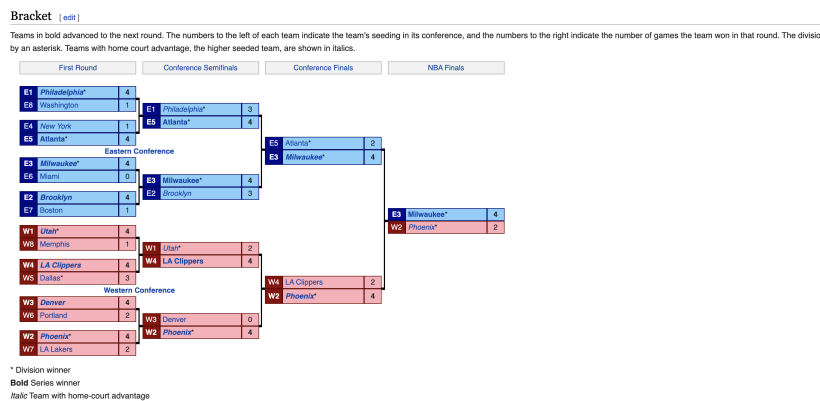 Bracket [ edit ]
Teams in bold advanced to the next round. The numbers to the left of each team indicate the team's seeding in its conference, and the numbers to the right indicate the number of games the team won in that round. The divisio
by an asterisk. Teams with home court advantage, the higher seeded team, are shown in italics.
First Round Conference Semifinals Conference Finals NBA Finals
E1 Philadelphia* 4
E8 Washington 1
E4 New York 1
E5 Atlanta* 4
Eastern Conference
E3 Milwaukee* 4
E6 Miami 0
E2 Brooklyn 4
E7 Boston 1
W1 Utah* 4
W8 Memphis 1
W4 LA Clippers 4
W5 Dallas* 3
Western Conference
W3 Denver 4
W6 Portland 2
W2 Phoenix* 4
W7 LA Lakers 2
E1 Philadelphia* 3
E5 Atlanta* 4
E3 Milwaukee* 4
E2 Brooklyn 3
W1 Utah* 2
W4 LA Clippers 4
W3 Denver 0
W2 Phoenix* 4
E5 Atlanta* 2
E3 Milwaukee* 4
W4 LA Clippers 2
W2 Phoenix* 4
E3 Milwaukee* 4
W2 Phoenix* 2
* Division winner
Bold Series winner
Italic Team with home-court advantage